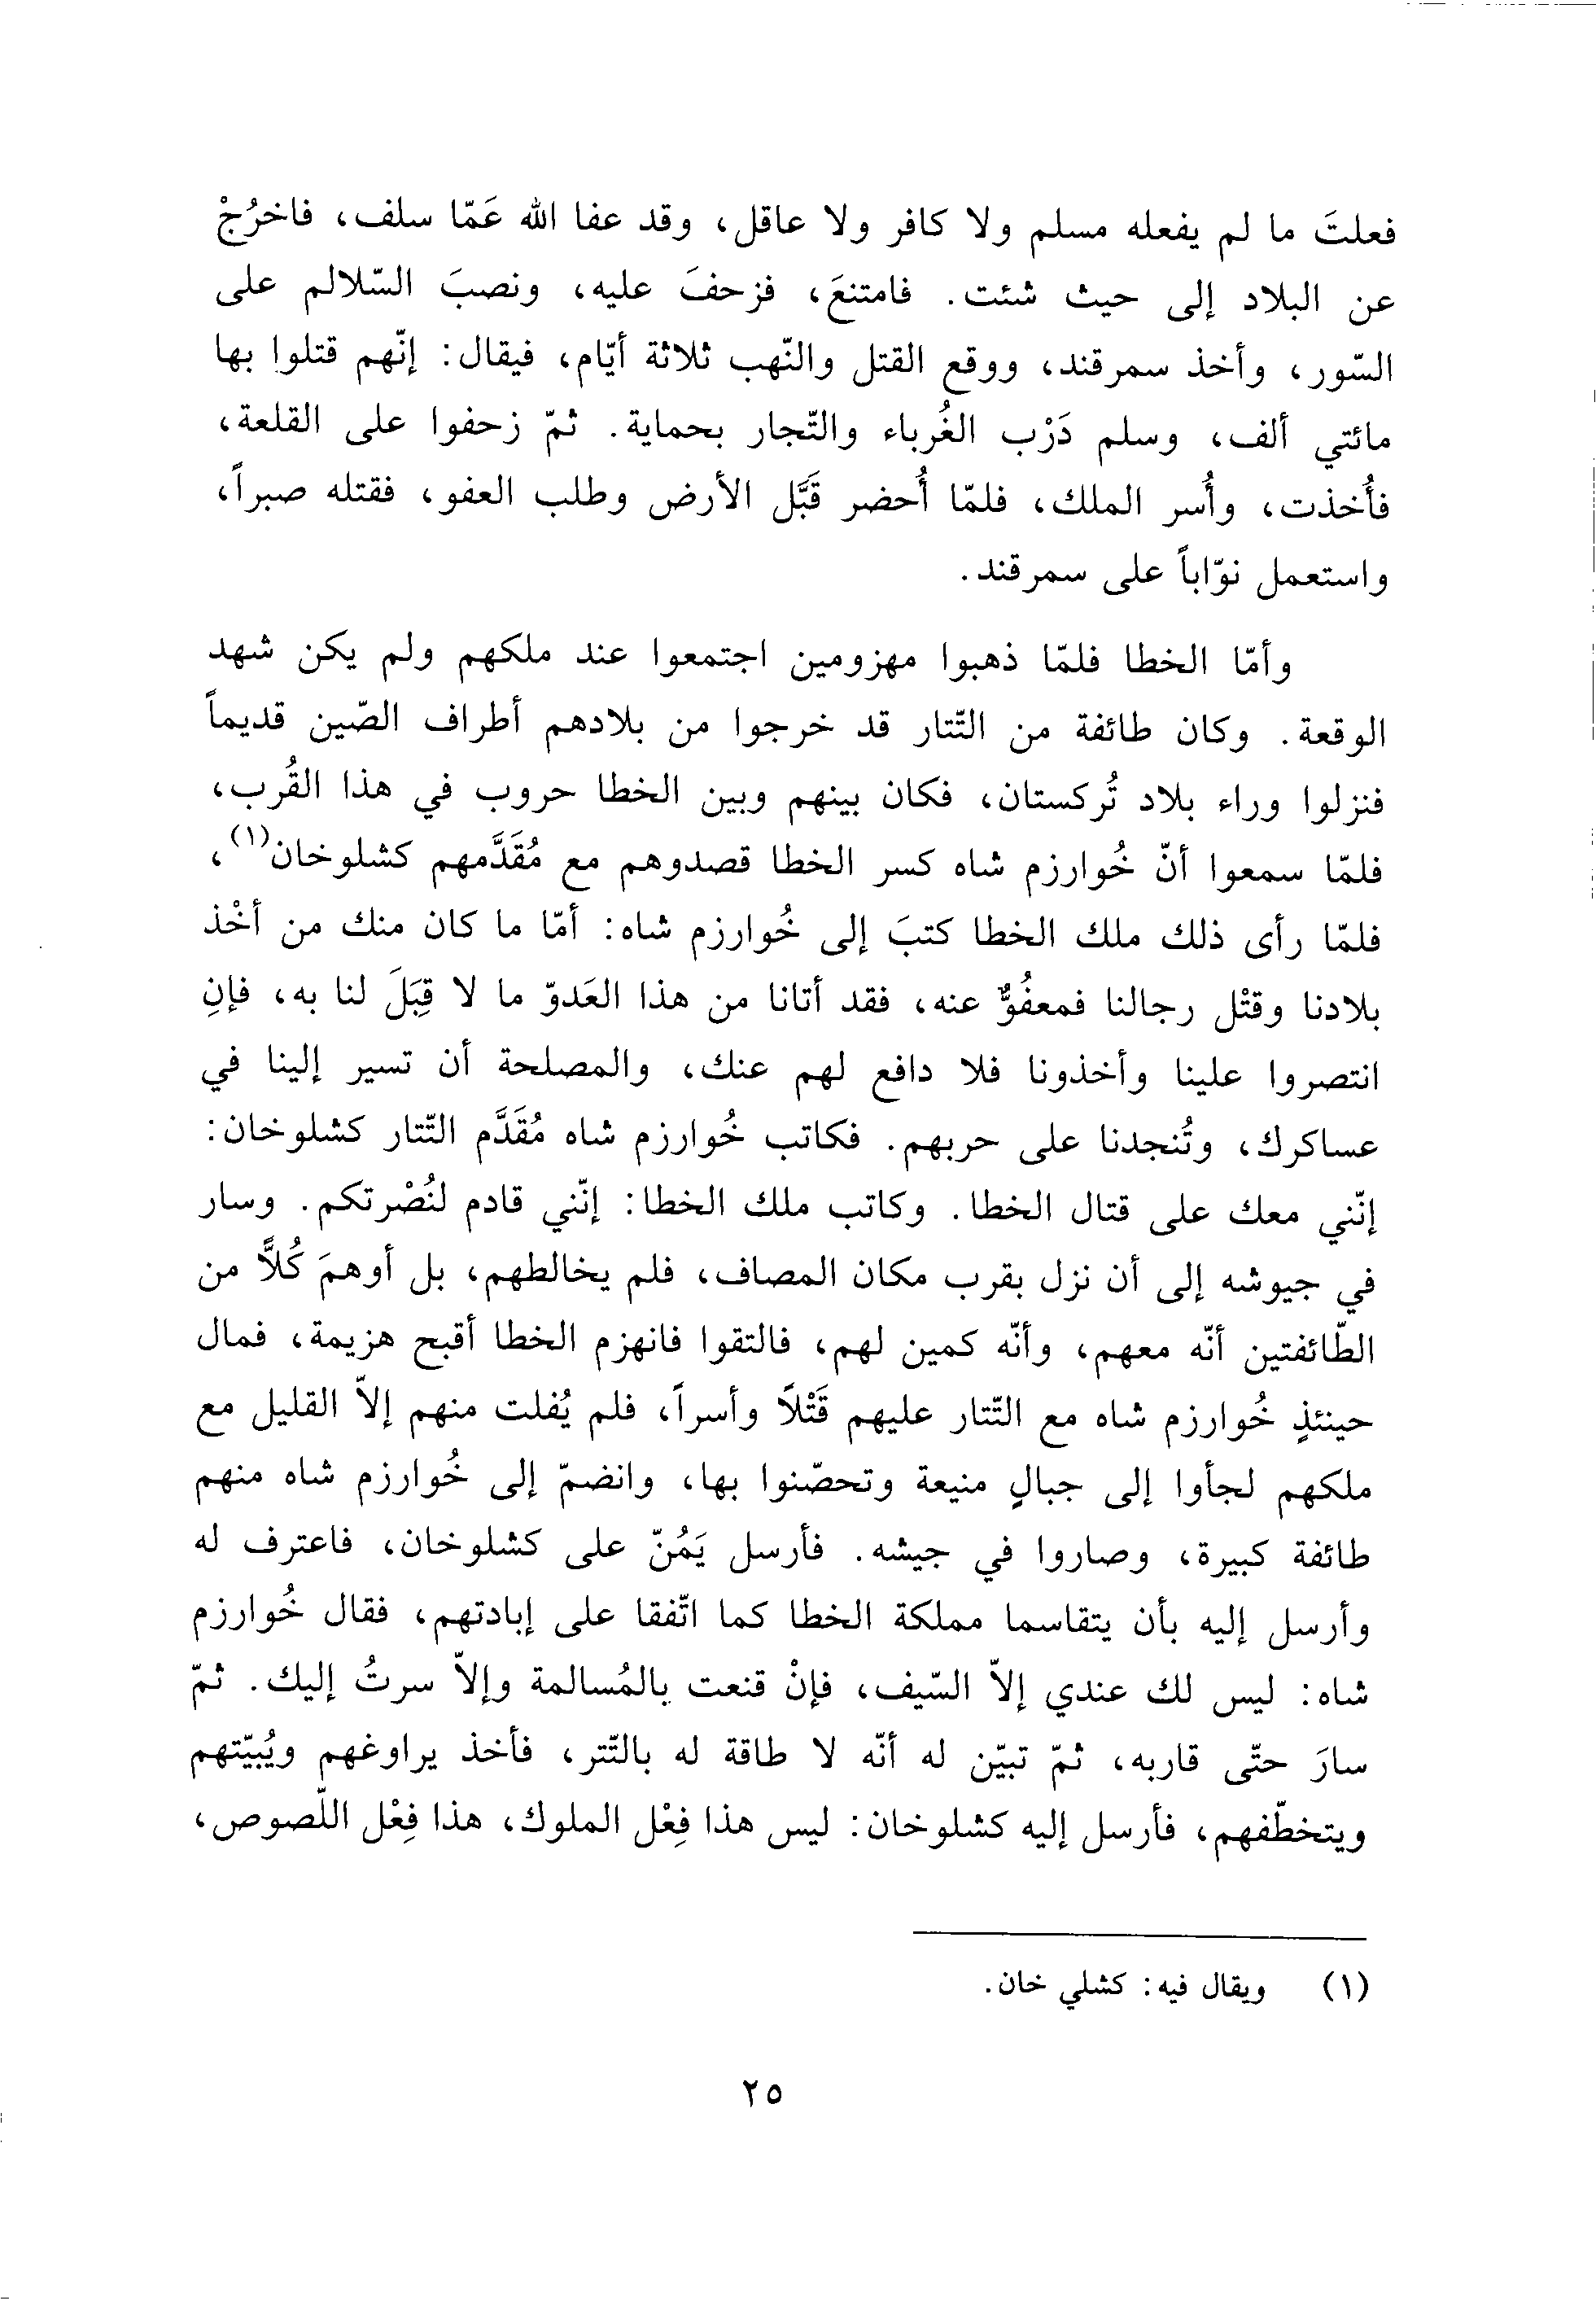 فعلتَ ما لم يفعله مسلم ولا كافر ولا عاقل، وقد عفا الله عَمّا سلف، فاخرُجْ
عن البلاد إلى حيث شئت. فامتنعَ، فزحفَ عليه، ونصبَ السّلالم على
السّور، وأخذ سمرقند، ووقع القتل والنّهب ثلاثة أيّام، فيقال: إنّهم قتلوا بها
مائتي ألف، وسلم دَرْب الغُرباء والتّجار بحماية. ثمّ زحفوا على القلعة،
فأُخذت، وأُسر الملك، فلمّا أُحضر قَبَّل الأرض وطلب العفو، فقتله صبراً،
واستعمل نوّاباً على سمرقند.
وأمّا الخطا فلمّا ذهبوا مهزومين اجتمعوا عند ملكهم ولم يكن شهد
الوقعة. وكان طائفة من التّتار قد خرجوا من بلادهم أطراف الصّين قديماً
فنزلوا وراء بلاد تُركستان، فكان بينهم وبين الخطا حروب في هذا القُرب،
فلمّا سمعوا أنّ خُوارزم شاه كسر الخطا قصدوهم مع مُقَدَّمهم كشلوخان(١)،
فلمّا رأى ذلك ملك الخطا كتبَ إلى خُوارزم شاه: أمّا ما كان منك من أخْذ
بلادنا وقتْل رجالنا فمعفُوٌّ عنه، فقد أتانا من هذا العَدوّ ما لا قِبَلَ لنا به، فإنِ
انتصروا علينا وأخذونا فلا دافع لهم عنك، والمصلحة أن تسير إلينا في
عساكرك، وتُنجدنا على حربهم. فكاتب خُوارزم شاه مُقَدَّم التّتار كشلوخان:
إنّني معك على قتال الخطا. وكاتب ملك الخطا: إنّني قادم لنُصْرتكم. وسار
في جيوشه إلى أن نزل بقرب مكان المصاف، فلم يخالطهم، بل أوهمَ كُلاًّ من
الطّائفتين أنّه معهم، وأنّه كمين لهم، فالتقوا فانهزم الخطا أقبح هزيمة، فمال
حينئذٍ خُوارزم شاه مع التّتار عليهم قَتْلاً وأسراً، فلم يُفلت منهم إلاّ القليل مع
ملكهم لجأوا إلى جبالٍ منيعة وتحصّنوا بها، وانضمّ إلى خُوارزم شاه منهم
طائفة كبيرة، وصاروا في جيشه. فأرسل يَمُنّ على كشلوخان، فاعترف له
وأرسل إليه بأن يتقاسما مملكة الخطا كما اتّفقا على إبادتهم، فقال خُوارزم
شاه: ليس لك عندي إلاّ السّيف، فإنْ قنعت بالمُسالمة وإلاّ سرتُ إليك. ثمّ
سارَ حتّى قاربه، ثمّ تبيّن له أنّه لا طاقة له بالتّتر، فأخذ يراوغهم ويُبيّتهم
ويتخطّفهم، فأرسل إليه كشلوخان: ليس هذا فِعْل الملوك، هذا فِعْل اللّصوص،
(١) ويقال فيه: كشلي خان.
٢٥